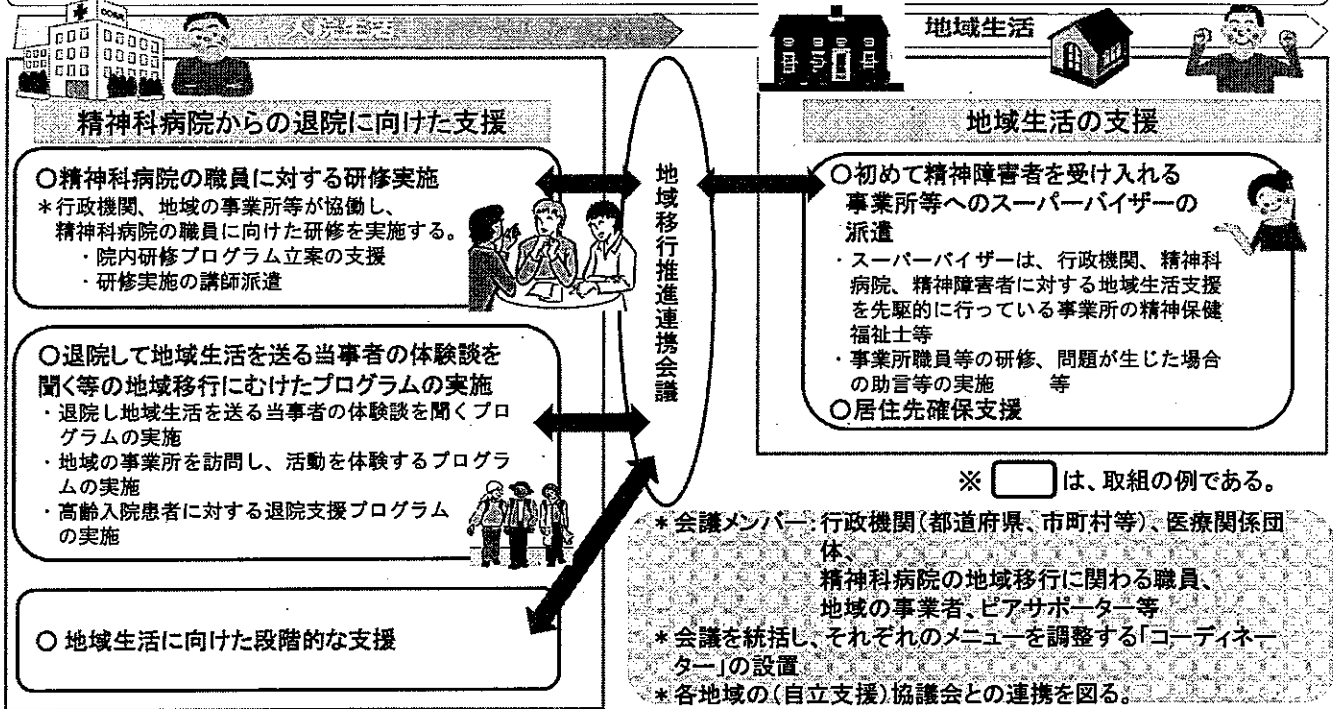 地域生活
精神科病院からの退院に向けた支援
○精神科病院の職員に対する研修実施
*行政機関、地域の事業所等が協働し、
精神科病院の職員に向けた研修を実施する。
・院内研修プログラム立案の支援
・研修実施の講師派遣
○退院して地域生活を送る当事者の体験談を
聞く等の地域移行にむけたプログラムの実施
・退院し地域生活を送る当事者の体験談を聞くプロ
グラムの実施
・地域の事業所を訪問し、活動を体験するプログラ
ムの実施
・高齢入院患者に対する退院支援プログラム
の実施
○ 地域生活に向けた段階的な支援
地域移行推進連携会議
地域生活の支援
○初めて精神障害者を受け入れる
事業所等へのスーパーバイザーの
派遣
・スーパーバイザーは、行政機関、精神科
病院、精神障害者に対する地域生活支援
を先駆的に行っている事業所の精神保健
福祉士等
・事業所職員等の研修、問題が生じた場合
の助言等の実施 等
○居住先確保支援
※ は、取組の例である。
*会議メンバー:行政機関(都道府県、市町村等)、医療関係団
体、
精神科病院の地域移行に関わる職員、
地域の事業者、ピアサポーター等
*会議を統括し、それぞれのメニューを調整する「コーディネー
ター」の設置
*各地域の(自立支援)協議会との連携を図る。